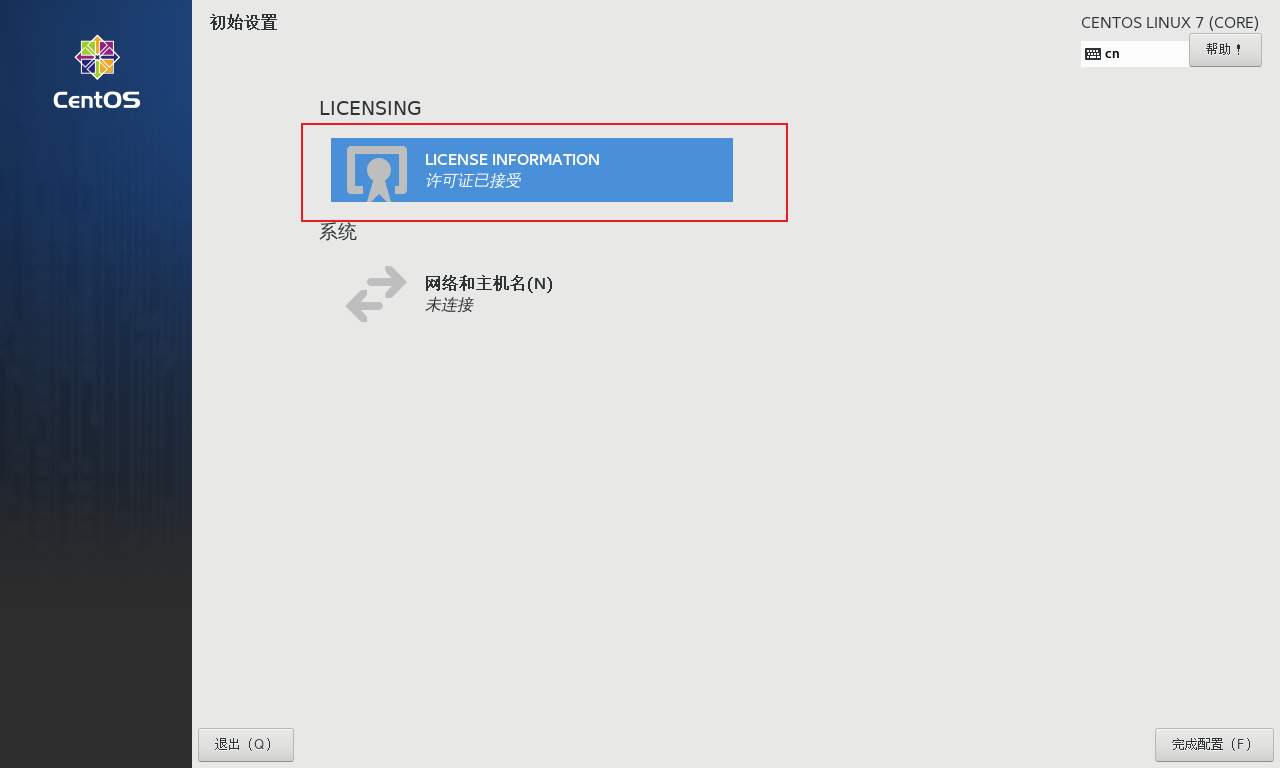 初始设置
CENTOS LINUX 7 (CORE)
cn
帮助！
CentOS
LICENSING
LICENSE INFORMATION
许可证已接受
系统
网络和主机名(N)
未连接
退出（Q）
完成配置（F）